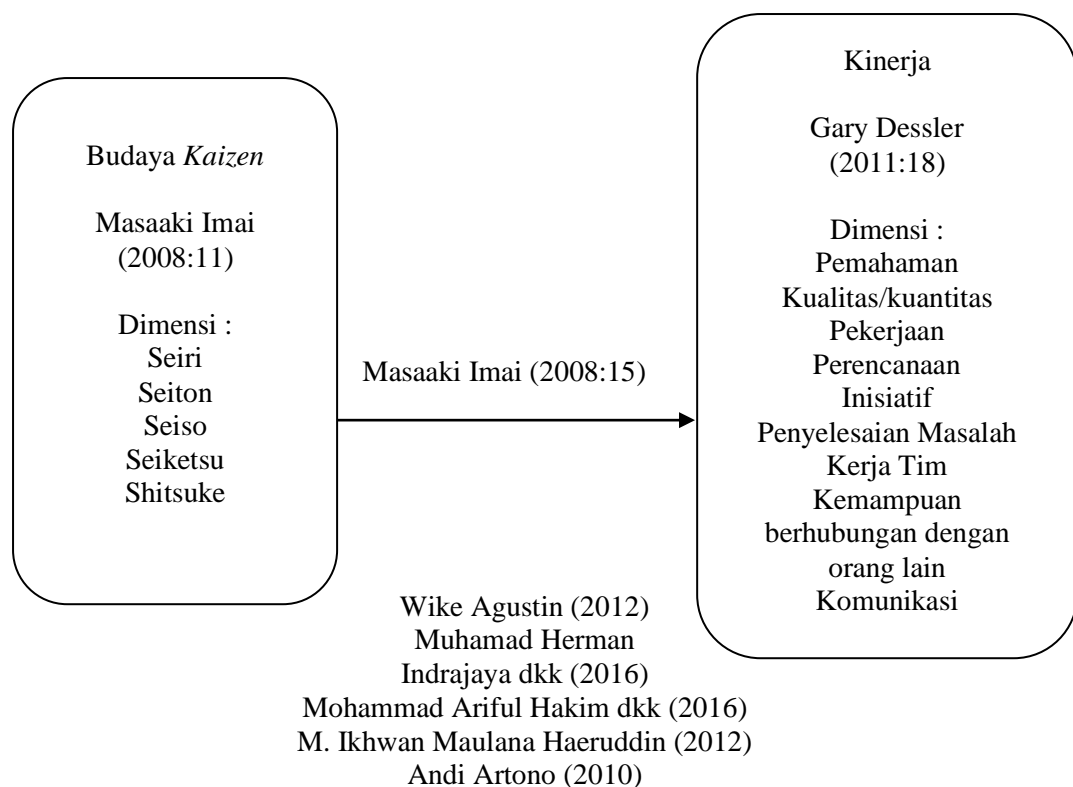 Budaya Kaizen
Masaaki Imai
(2008:11)
Dimensi :
Seiri
Seiton
Seiso
Seiketsu
Shitsuke
Masaaki Imai (2008:15)
Kinerja
Gary Dessler
(2011:18)
Dimensi :
Pemahaman
Kualitas/kuantitas
Pekerjaan
Perencanaan
Inisiatif
Penyelesaian Masalah
Kerja Tim
Kemampuan
berhubungan dengan
orang lain
Komunikasi
Wike Agustin (2012)
Muhamad Herman
Indrajaya dkk (2016)
Mohammad Ariful Hakim dkk (2016)
M. Ikhwan Maulana Haeruddin (2012)
Andi Artono (2010)